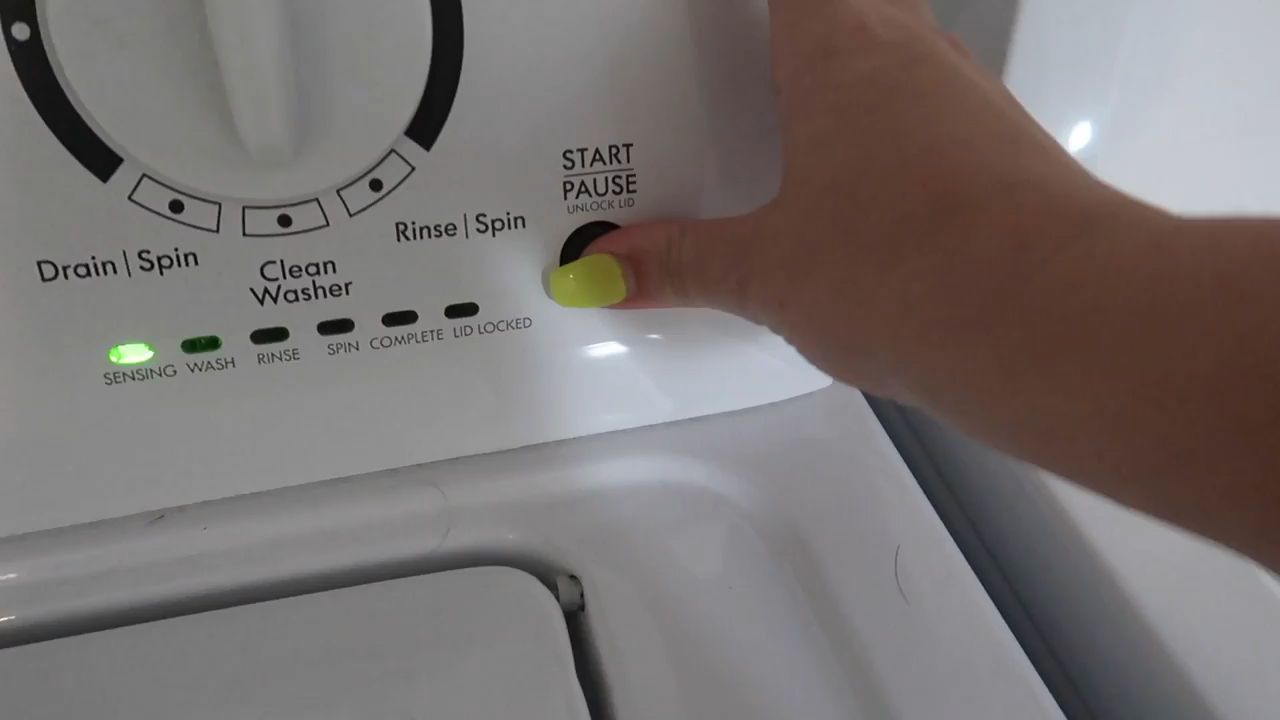 START
PAUSE
UNLOCK LID
Rinse | Spin
Drain | Spin
Clean
Washer
SENSING WASH RINSE SPIN COMPLETE LID LOCKED